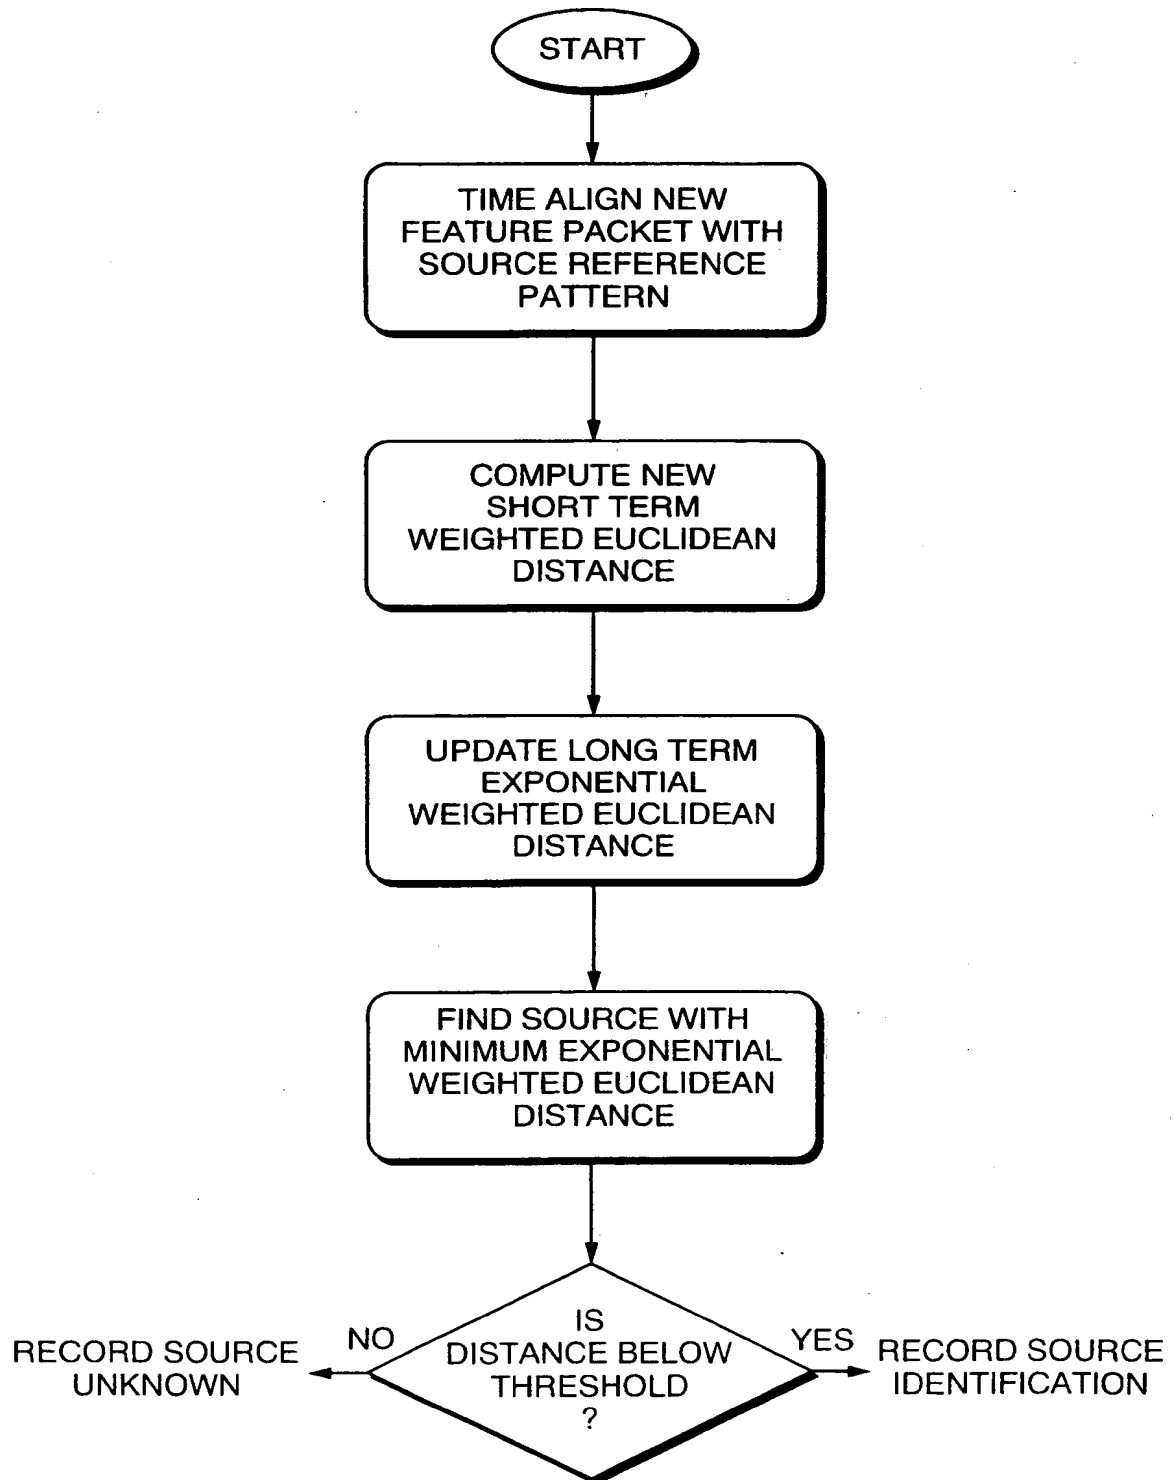 START
TIME ALIGN NEW
FEATURE PACKET WITH
SOURCE REFERENCE
PATTERN
COMPUTE NEW
SHORT TERM
WEIGHTED EUCLIDEAN
DISTANCE
UPDATE LONG TERM
EXPONENTIAL
WEIGHTED EUCLIDEAN
DISTANCE
FIND SOURCE WITH
MINIMUM EXPONENTIAL
WEIGHTED EUCLIDEAN
DISTANCE
IS
DISTANCE BELOW
THRESHOLD
?
NO
RECORD SOURCE
UNKNOWN
YES
RECORD SOURCE
IDENTIFICATION